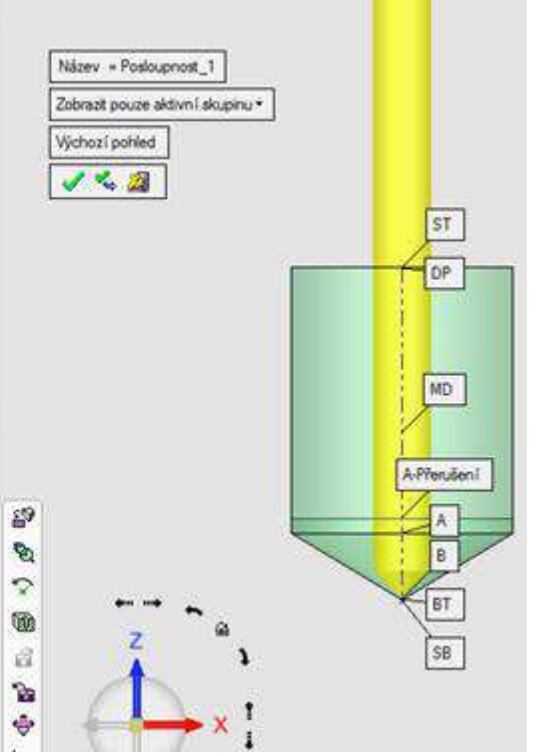 Název = Posloupnost_1
Zobrazit pouze aktivní skupinu
Výchozí pohled
ST
DP
MD
A-Přerušení
A
B
BT
SB
Z
X